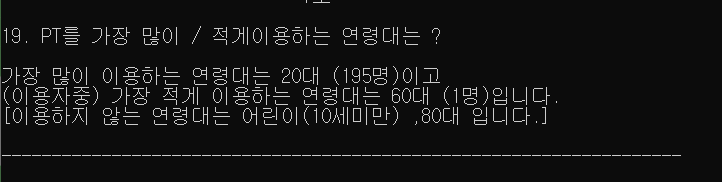 19. PT를 가장 많이 / 적게이용하는 연령대는 ?
가장 많이 이용하는 연령대는 20대 (195명)이고
(이용자중) 가장 적게 이용하는 연령대는 60대 (1명)입니다.
[이용하지 않는 연령대는 어린이(10세미만) ,80대 입니다.]
--------------------------------------------------------------------